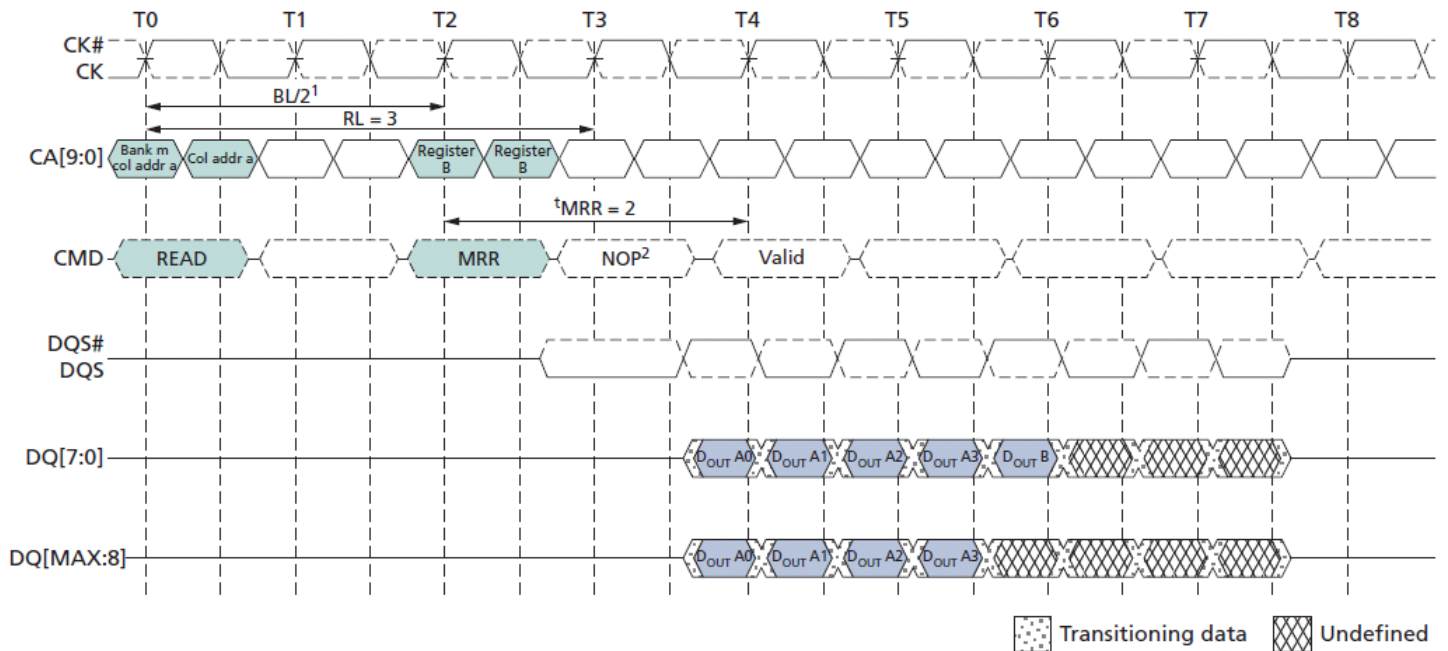 T0 T1 T2 T3 T4 T5 T6 T7 T8
CK#
CK
BL/2¹
RL = 3
CA[9:0]
Bank m
col addr a
Col addr a
Register
B
Register
B
ᵗMRR = 2
CMD READ MRR NOP² Valid
DQS#
DQS
DQ[7:0] DOUT A0 DOUT A1 DOUT A2 DOUT A3 DOUT B
DQ[MAX:8] DOUT A0 DOUT A1 DOUT A2 DOUT A3
Transitioning data Undefined